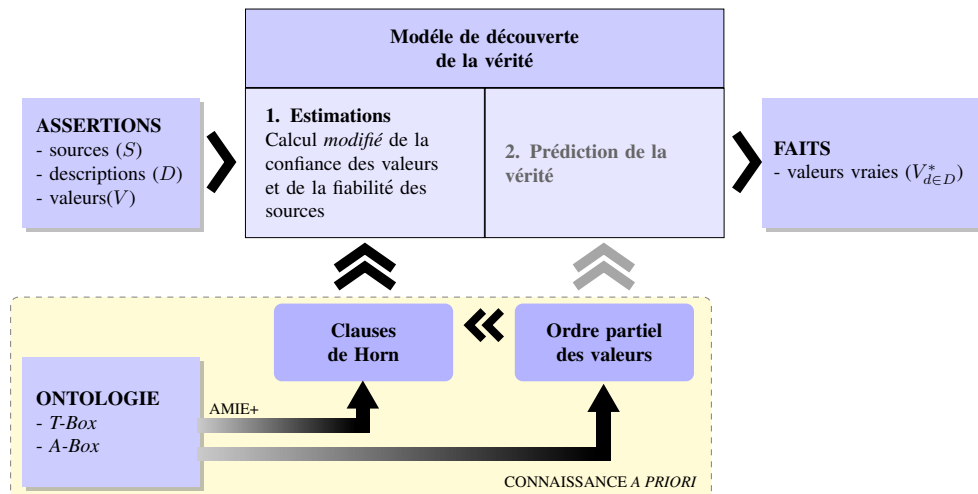 Modéle de découverte
de la vérité
ASSERTIONS
- sources (S)
- descriptions (D)
- valeurs(V)
1. Estimations
Calcul modifié de la
confiance des valeurs
et de la fiabilité des
sources
2. Prédiction de la
vérité
FAITS
- valeurs vraies (V*d∈D)
Clauses
de Horn
Ordre partiel
des valeurs
ONTOLOGIE
- T-Box
- A-Box
AMIE+
CONNAISSANCE A PRIORI